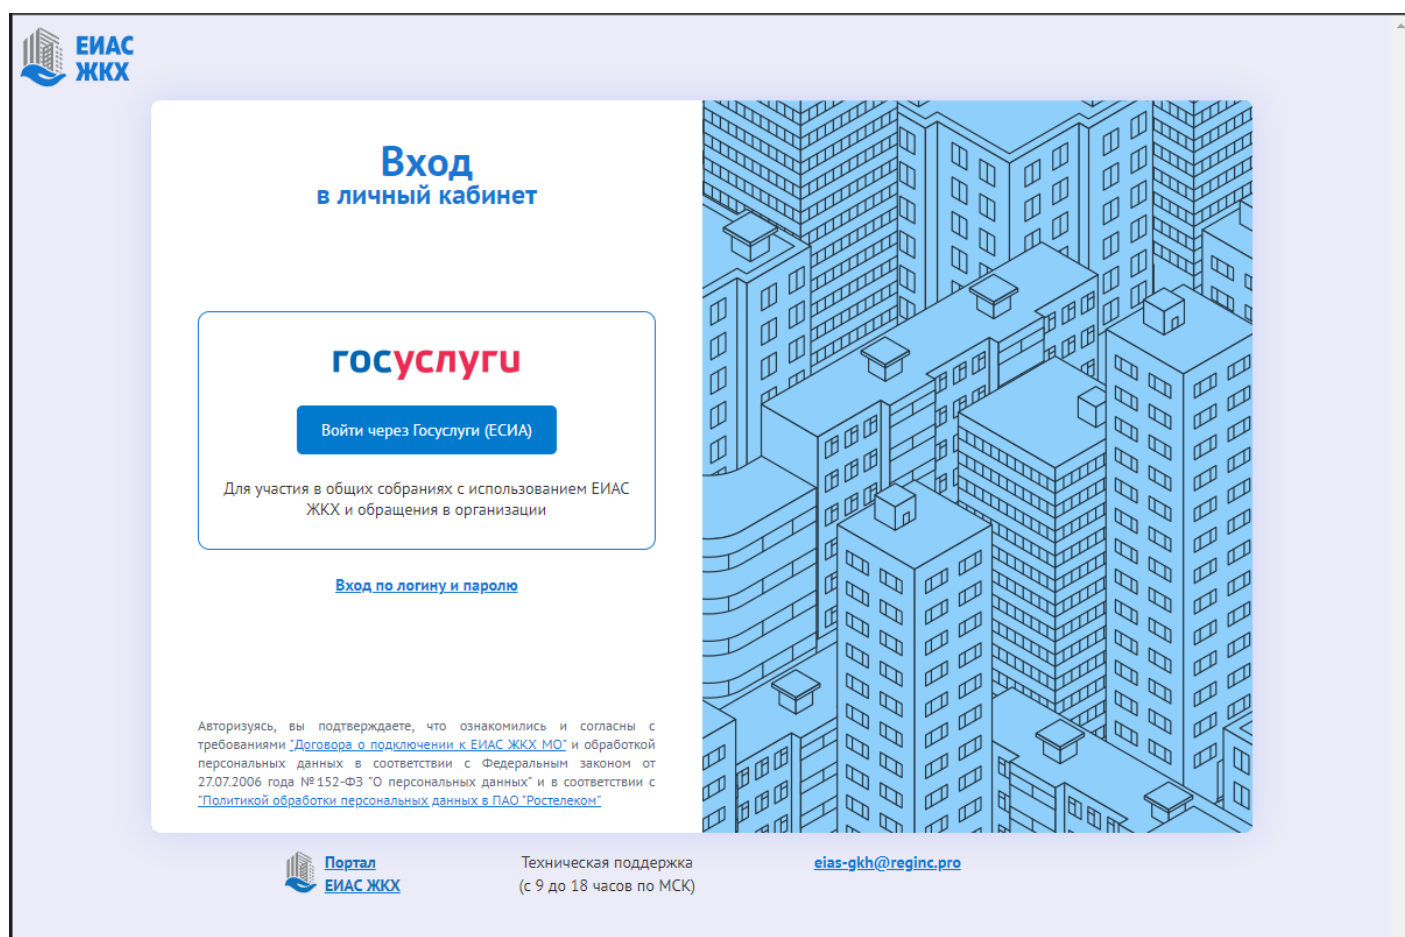 ЕИАС
ЖКХ
Вход
в личный кабинет
госуслуги
Войти через Госуслуги (ЕСИА)
Для участия в общих собраниях с использованием ЕИАС
ЖКХ и обращения в организации
Вход по логину и паролю
Авторизуясь, вы подтверждаете, что ознакомились и согласны с
требованиями "Договора о подключении к ЕИАС ЖКХ МО" и обработкой
персональных данных в соответствии с Федеральным законом от
27.07.2006 года №152-ФЗ "О персональных данных" и в соответствии с
"Политикой обработки персональных данных в ПАО "Ростелеком"
Портал
ЕИАС ЖКХ
Техническая поддержка
(с 9 до 18 часов по МСК)
eias-gkh@reginc.pro